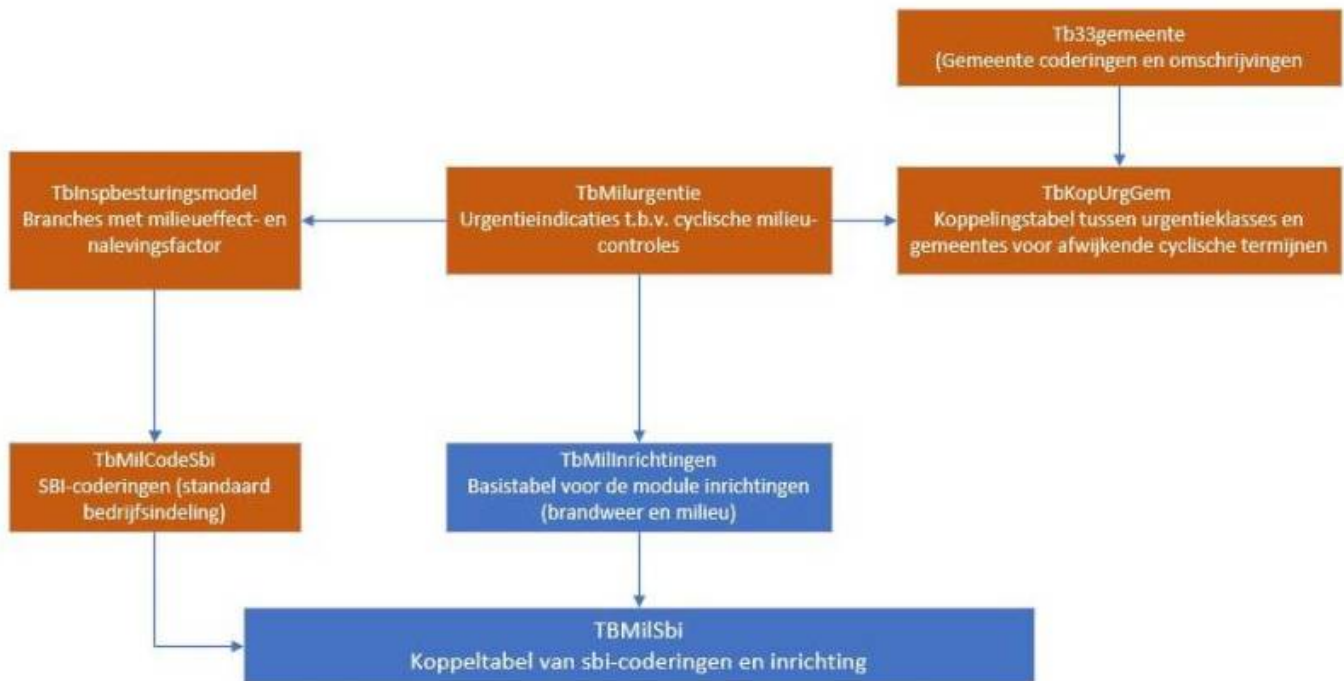 Tb33gemeente
(Gemeente coderingen en omschrijvingen
TbInspbesturingsmodel
Branches met milieueffect- en
nalevingsfactor
TbMilurgentie
Urgentieindicaties t.b.v. cyclische milieu-
controles
TbKopUrgGem
Koppelingstabel tussen urgentieklasses en
gemeentes voor afwijkende cyclische termijnen
TbMilCodeSbi
SBI-coderingen (standaard
bedrijfsindeling)
TbMilInrichtingen
Basistabel voor de module inrichtingen
(brandweer en milieu)
TBMilSbi
Koppeltabel van sbi-coderingen en inrichting